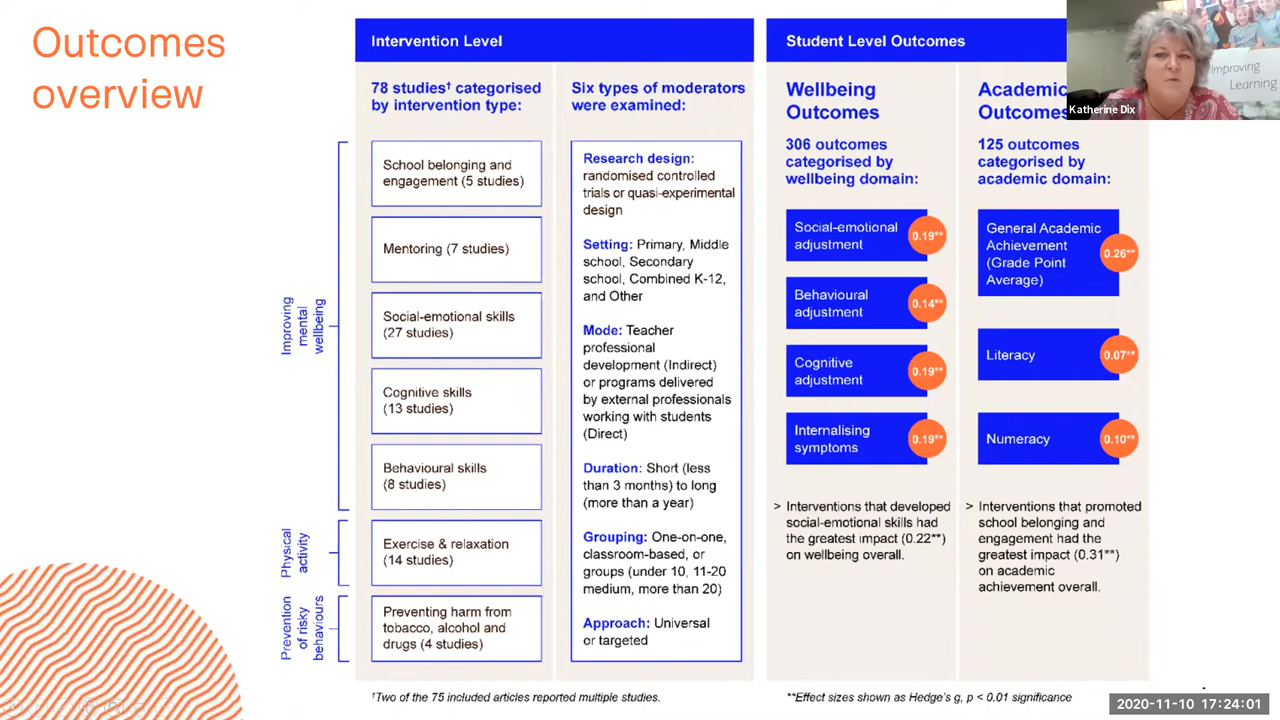 Outcomes
overview
Intervention Level
78 studies† categorised
by intervention type:
Improving
mental
wellbeing
School belonging and
engagement (5 studies)
Mentoring (7 studies)
Social-emotional skills
(27 studies)
Cognitive skills
(13 studies)
Behavioural skills
(8 studies)
Physical
activity
Exercise & relaxation
(14 studies)
Prevention
of risky
behaviours
Preventing harm from
tobacco, alcohol and
drugs (4 studies)
Six types of moderators
were examined:
Research design:
randomised controlled
trials or quasi-experimental
design
Setting: Primary, Middle
school, Secondary
school, Combined K-12,
and Other
Mode: Teacher
professional
development (Indirect)
or programs delivered
by external professionals
working with students
(Direct)
Duration: Short (less
than 3 months) to long
(more than a year)
Grouping: One-on-one,
classroom-based, or
groups (under 10, 11-20
medium, more than 20)
Approach: Universal
or targeted
Student Level Outcomes
Wellbeing
Outcomes
306 outcomes
categorised by
wellbeing domain:
Social-emotional
adjustment
0.19**
Behavioural
adjustment
0.14**
Cognitive
adjustment
0.19**
Internalising
symptoms
0.19**
> Interventions that developed
social-emotional skills had
the greatest impact (0.22**)
on wellbeing overall.
Academic
Outcomes
125 outcomes
categorised by
academic domain:
General Academic
Achievement
(Grade Point
Average)
0.26**
Literacy
0.07**
Numeracy
0.10**
> Interventions that promoted
school belonging and
engagement had the
greatest impact (0.31**)
on academic
achievement overall.
†Two of the 75 included articles reported multiple studies.
**Effect sizes shown as Hedge's g, p < 0.01 significance
Improving
Learning
Katherine Dix
2020-11-10 17:24:01